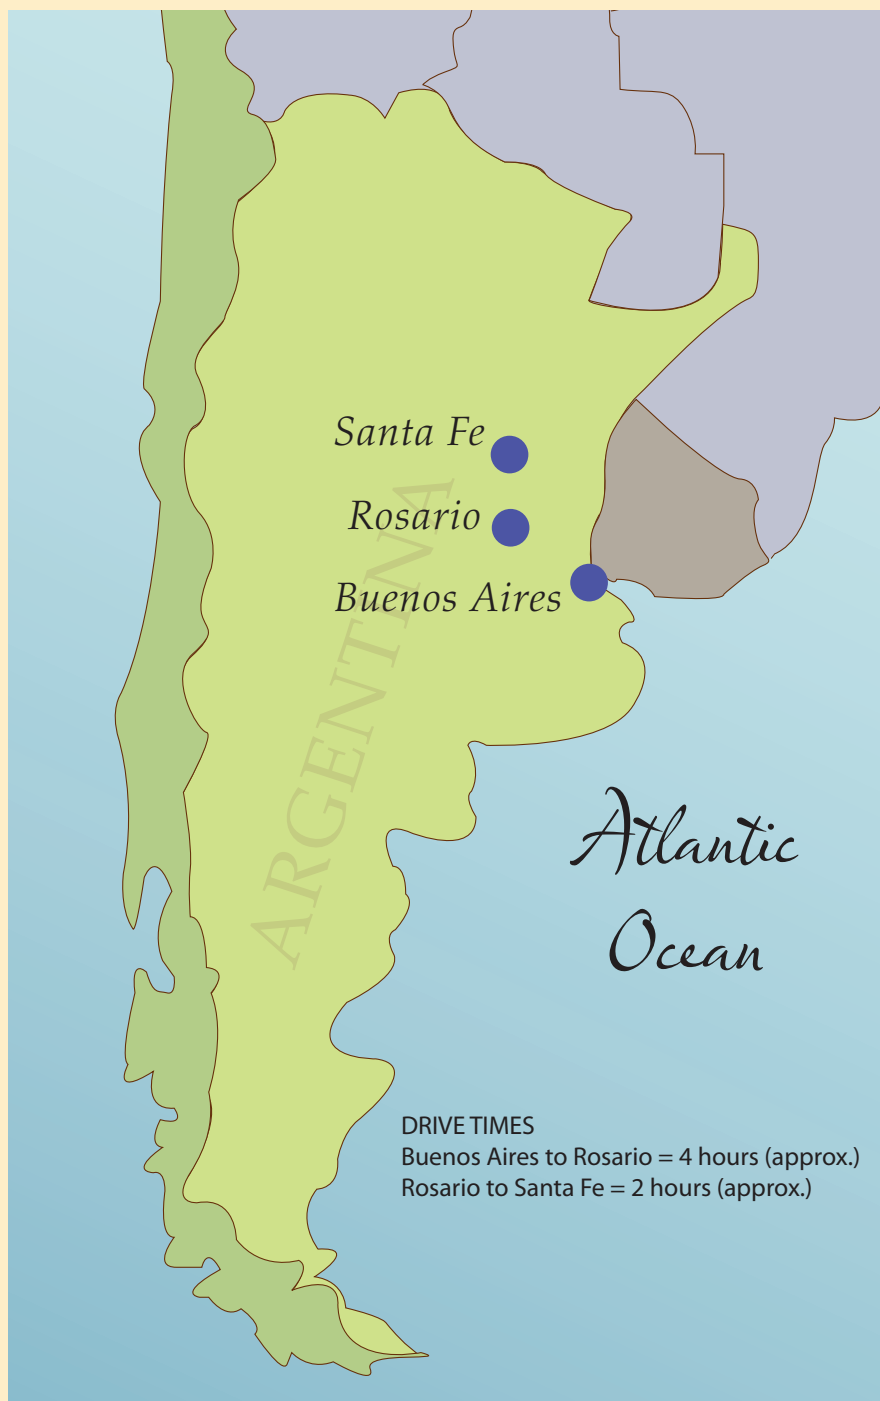 Santa Fe
Rosario
Buenos Aires
ARGENTINA
Atlantic
Ocean
DRIVE TIMES
Buenos Aires to Rosario = 4 hours (approx.)
Rosario to Santa Fe = 2 hours (approx.)